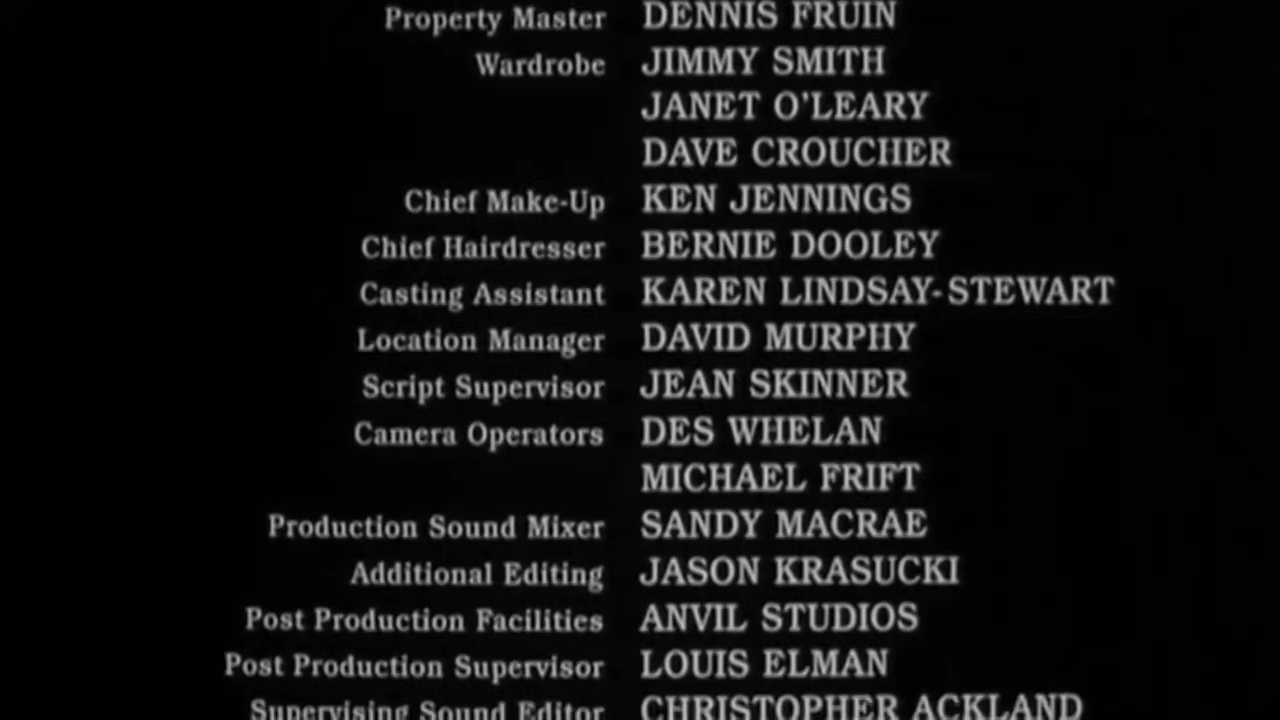 Property Master DENNIS FRUIN
Wardrobe JIMMY SMITH
JANET O'LEARY
DAVE CROUCHER
Chief Make-Up KEN JENNINGS
Chief Hairdresser BERNIE DOOLEY
Casting Assistant KAREN LINDSAY-STEWART
Location Manager DAVID MURPHY
Script Supervisor JEAN SKINNER
Camera Operators DES WHELAN
MICHAEL FRIFT
Production Sound Mixer SANDY MACRAE
Additional Editing JASON KRASUCKI
Post Production Facilities ANVIL STUDIOS
Post Production Supervisor LOUIS ELMAN
Supervising Sound Editor CHRISTOPHER ACKLAND